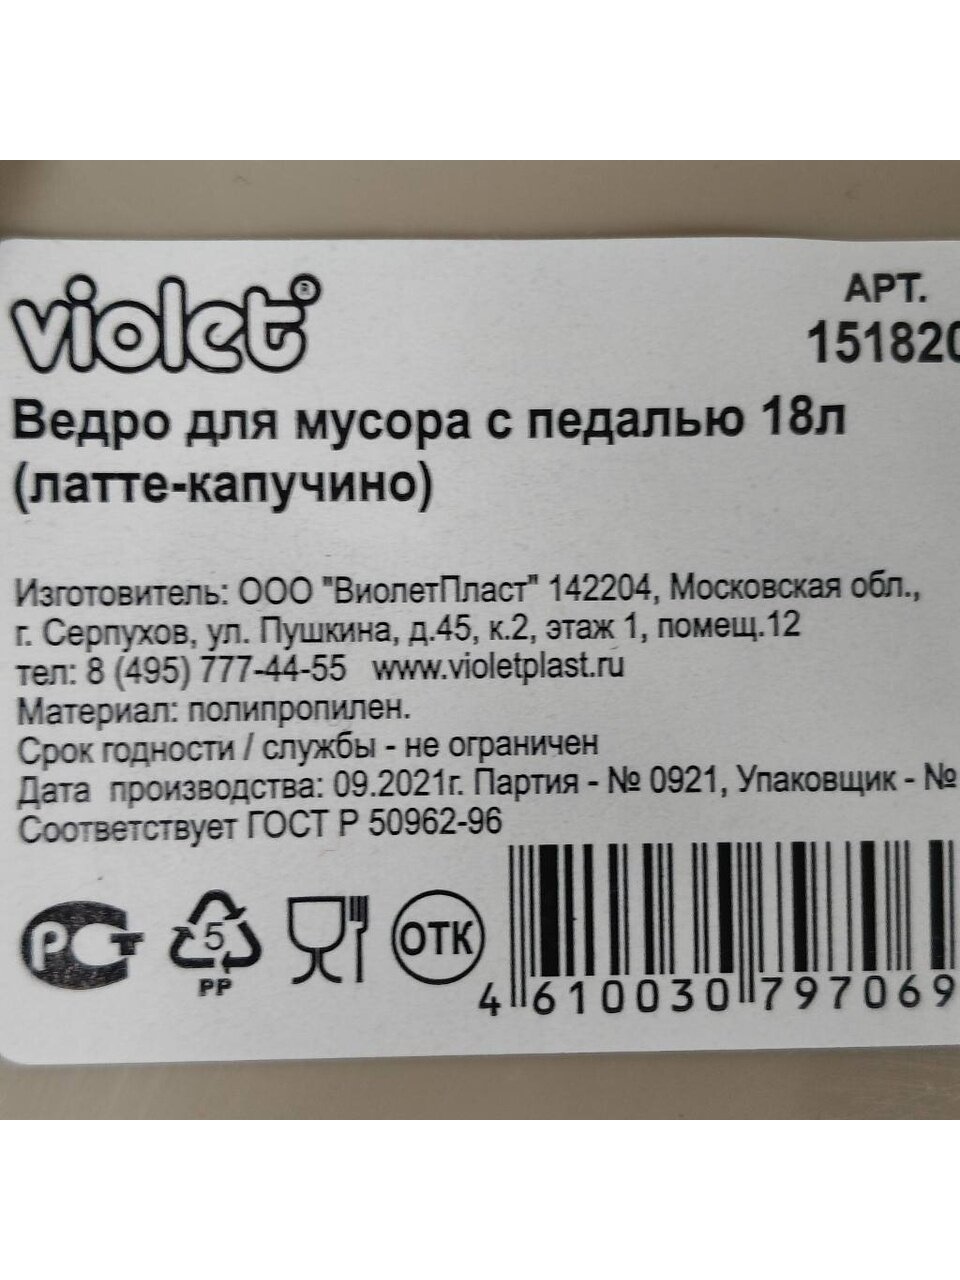 violet®
АРТ.
151820
Ведро для мусора с педалью 18л
(латте-капучино)
Изготовитель: ООО "ВиолетПласт" 142204, Московская обл.,
г. Серпухов, ул. Пушкина, д.45, к.2, этаж 1, помещ.12
тел: 8 (495) 777-44-55 www.violetplast.ru
Материал: полипропилен.
Срок годности / службы - не ограничен
Дата производства: 09.2021г. Партия - № 0921, Упаковщик - №
Соответствует ГОСТ Р 50962-96
РСТ
5
PP
ОТК
4 610030 797069